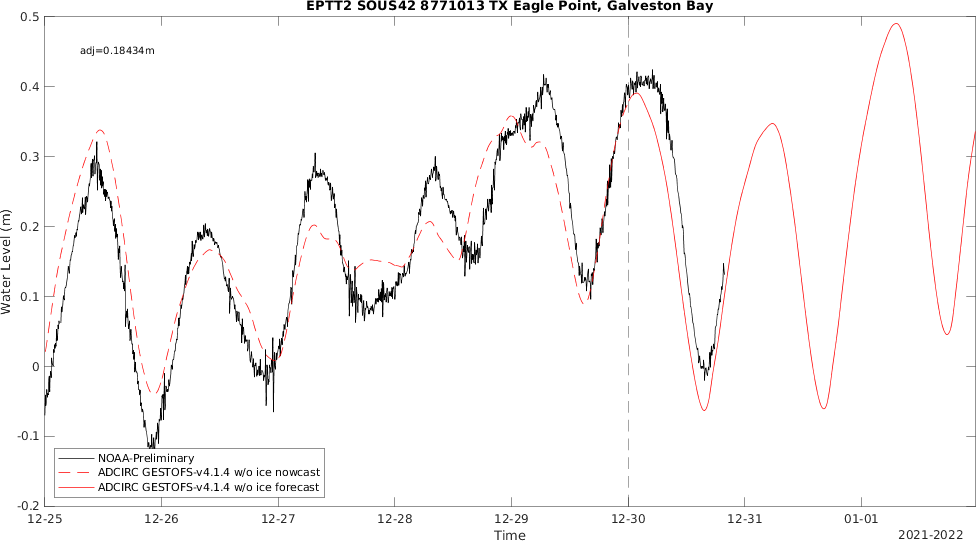 EPTT2 SOUS42 8771013 TX Eagle Point, Galveston Bay
adj=0.18434m
0.5
0.4
0.3
0.2
0.1
0
-0.1
-0.2
Water Level (m)
NOAA-Preliminary
ADCIRC GESTOFS-v4.1.4 w/o ice nowcast
ADCIRC GESTOFS-v4.1.4 w/o ice forecast
12-25 12-26 12-27 12-28 12-29 12-30 12-31 01-01
Time
2021-2022